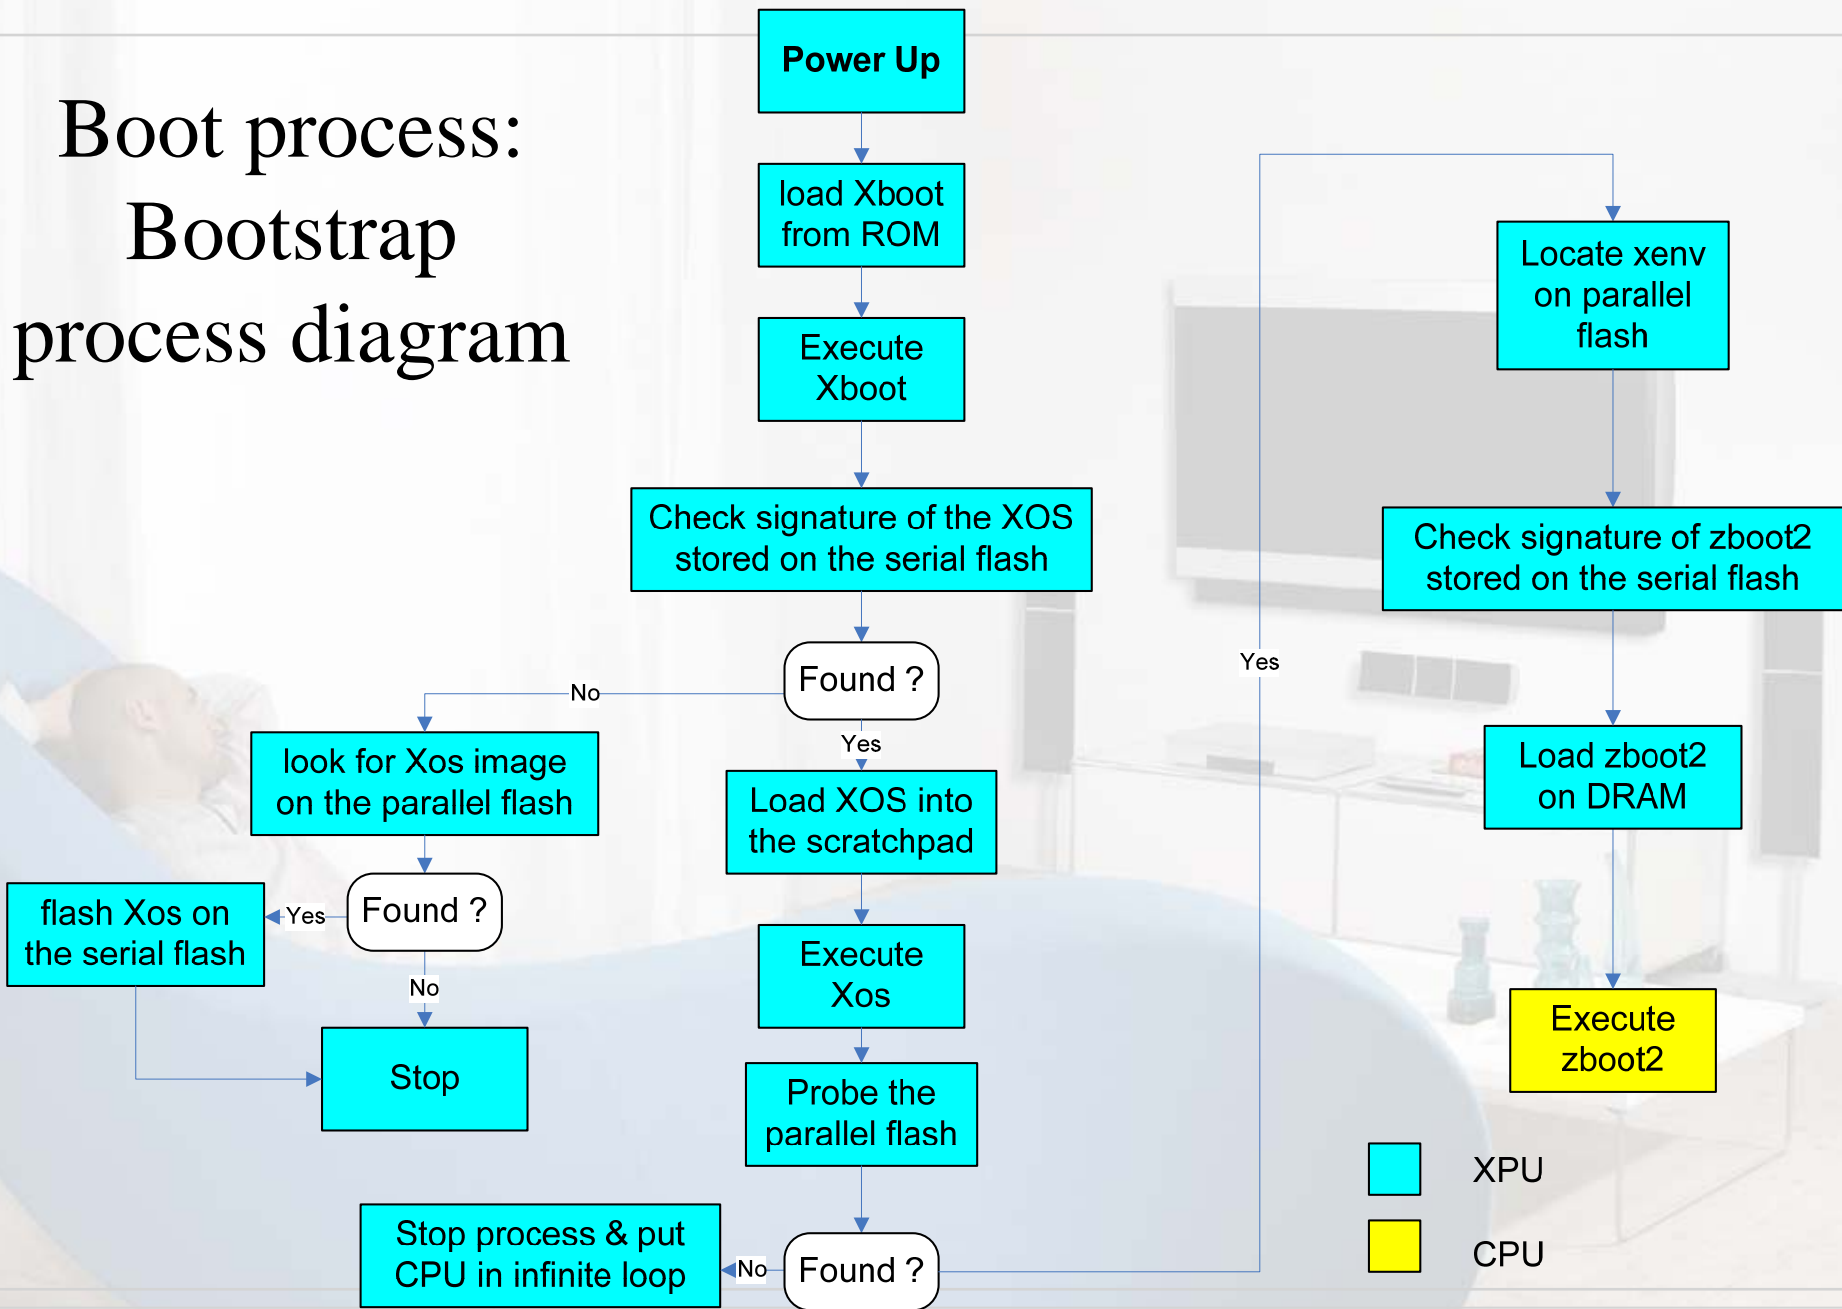 Boot process:
Bootstrap
process diagram
Power Up
load Xboot
from ROM
Execute
Xboot
Check signature of the XOS
stored on the serial flash
Found ?
No
Yes
look for Xos image
on the parallel flash
Found ?
Yes
flash Xos on
the serial flash
No
Stop
Load XOS into
the scratchpad
Execute
Xos
Probe the
parallel flash
Found ?
No
Stop process & put
CPU in infinite loop
Yes
Locate xenv
on parallel
flash
Check signature of zboot2
stored on the serial flash
Load zboot2
on DRAM
Execute
zboot2
XPU
CPU